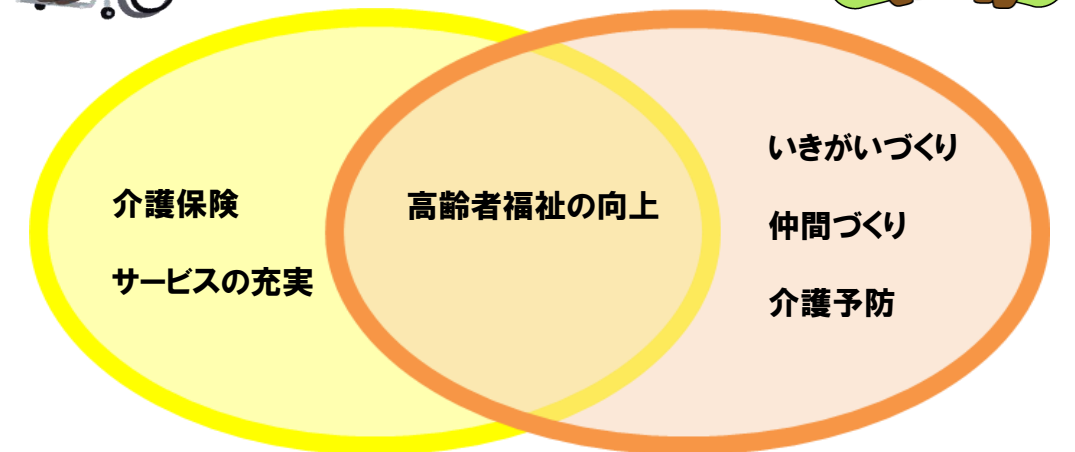 介護保険
サービスの充実
高齢者福祉の向上
いきがいづくり
仲間づくり
介護予防